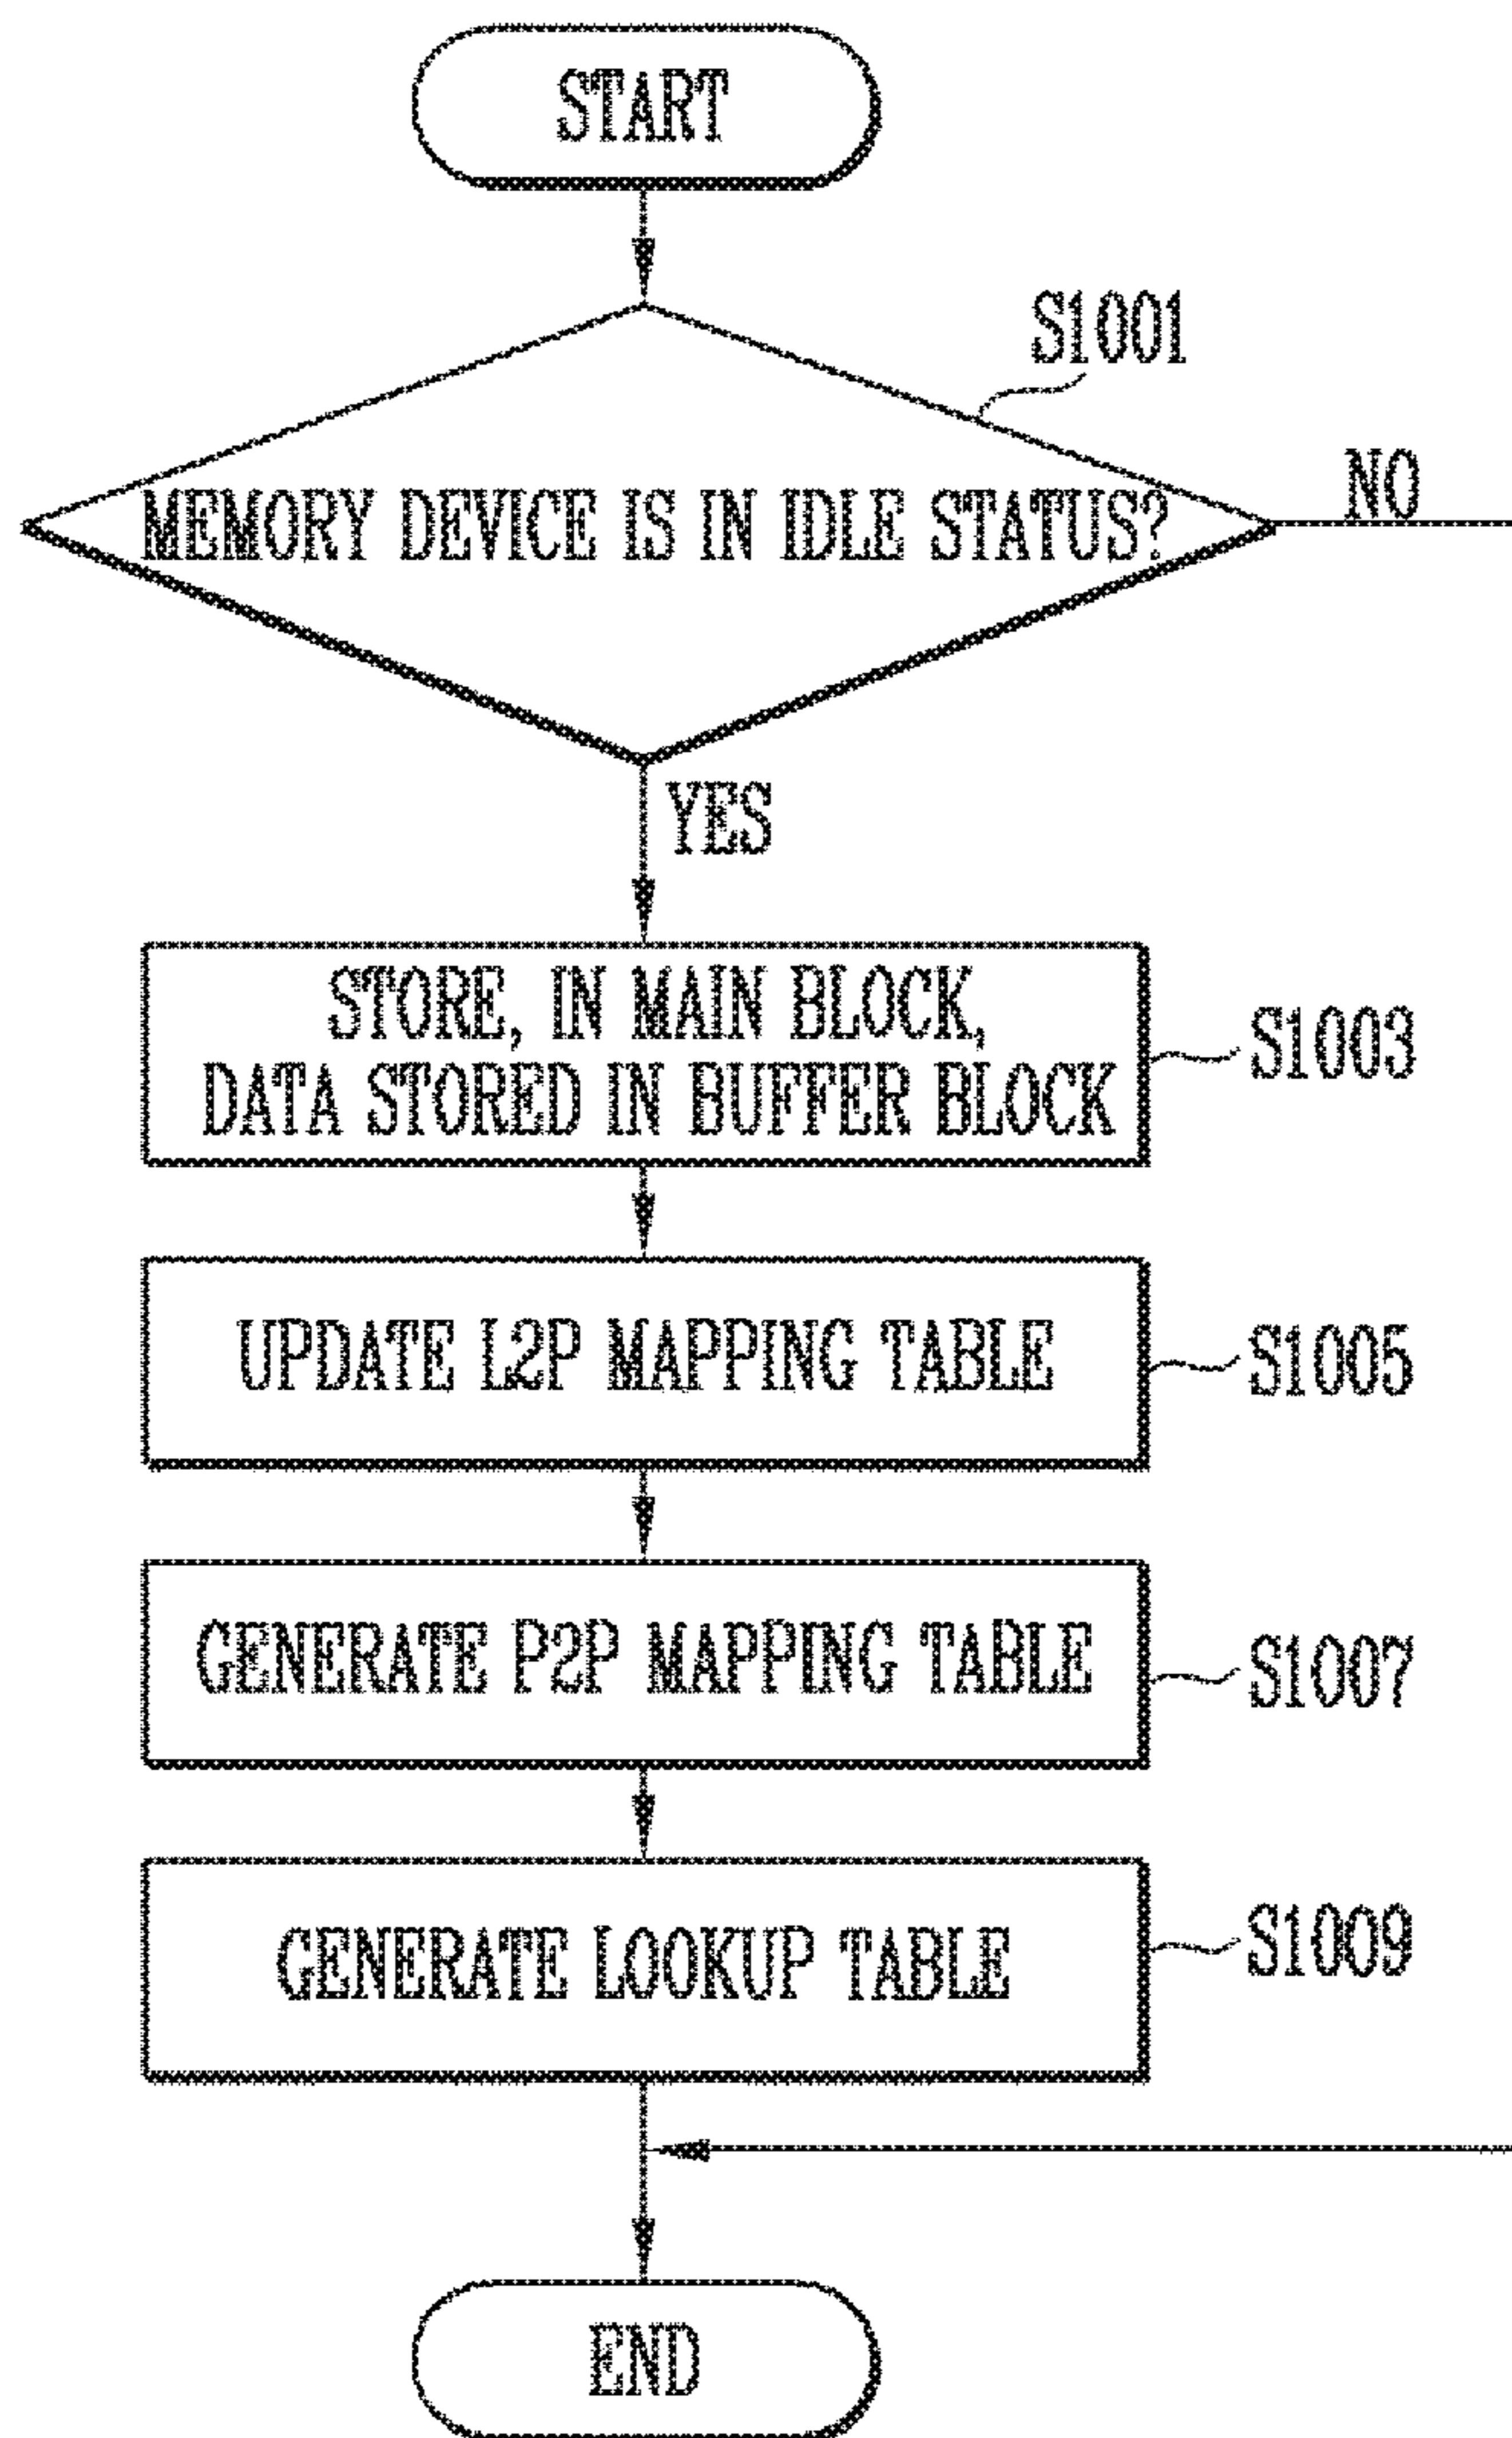 START
S1001
MEMORY DEVICE IS IN IDLE STATUS?
NO
YES
STORE, IN MAIN BLOCK,
DATA STORED IN BUFFER BLOCK
S1003
UPDATE L2P MAPPING TABLE
S1005
GENERATE P2P MAPPING TABLE
S1007
GENERATE LOOKUP TABLE
S1009
END